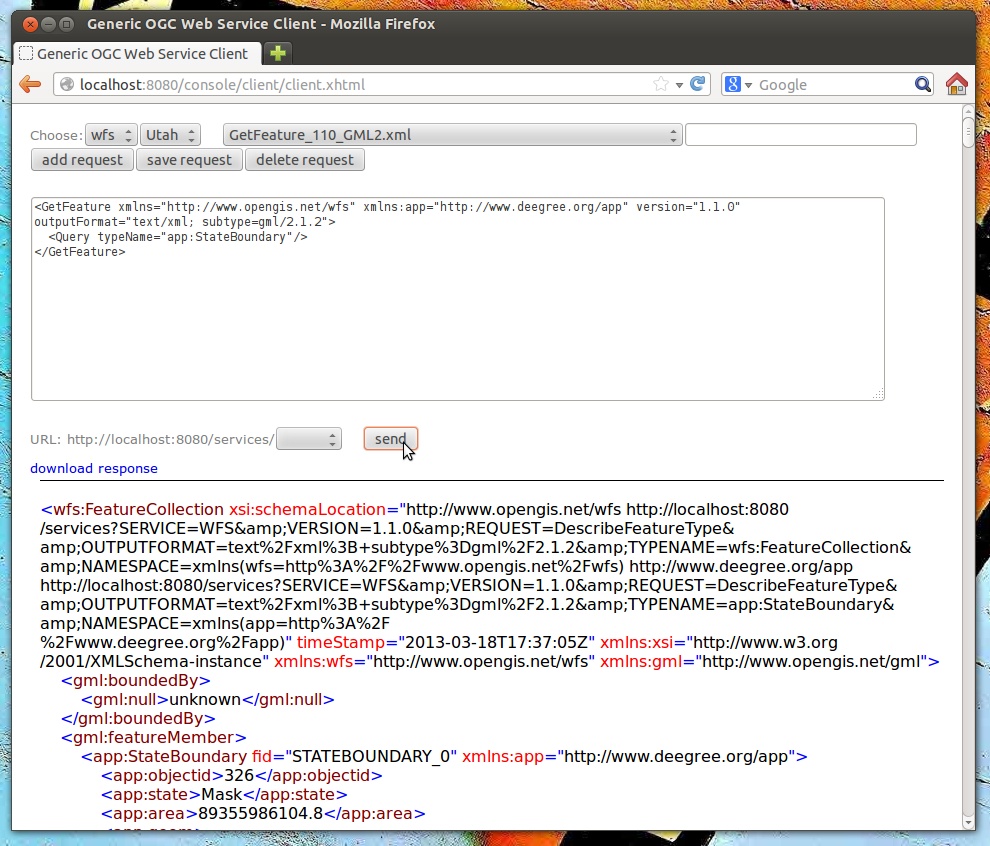 Generic OGC Web Service Client - Mozilla Firefox
Generic OGC Web Service Client
localhost:8080/console/client/client.xhtml
Google
Choose: wfs Utah GetFeature_110_GML2.xml
add request save request delete request
<GetFeature xmlns="http://www.opengis.net/wfs" xmlns:app="http://www.deegree.org/app" version="1.1.0"
outputFormat="text/xml; subtype=gml/2.1.2">
<Query typeName="app:StateBoundary"/>
</GetFeature>
URL: http://localhost:8080/services/ send
download response
<wfs:FeatureCollection xsi:schemaLocation="http://www.opengis.net/wfs http://localhost:8080
/services?SERVICE=WFS&amp;VERSION=1.1.0&amp;REQUEST=DescribeFeatureType&
amp;OUTPUTFORMAT=text%2Fxml%3B+subtype%3Dgml%2F2.1.2&amp;TYPENAME=wfs:FeatureCollection&
amp;NAMESPACE=xmlns(wfs=http%3A%2F%2Fwww.opengis.net%2Fwfs) http://www.deegree.org/app
http://localhost:8080/services?SERVICE=WFS&amp;VERSION=1.1.0&amp;REQUEST=DescribeFeatureType&
amp;OUTPUTFORMAT=text%2Fxml%3B+subtype%3Dgml%2F2.1.2&amp;TYPENAME=app:StateBoundary&
amp;NAMESPACE=xmlns(app=http%3A%2F
%2Fwww.deegree.org%2Fapp)" timeStamp="2013-03-18T17:37:05Z" xmlns:xsi="http://www.w3.org
/2001/XMLSchema-instance" xmlns:wfs="http://www.opengis.net/wfs" xmlns:gml="http://www.opengis.net/gml">
<gml:boundedBy>
<gml:null>unknown</gml:null>
</gml:boundedBy>
<gml:featureMember>
<app:StateBoundary fid="STATEBOUNDARY_0" xmlns:app="http://www.deegree.org/app">
<app:objectid>326</app:objectid>
<app:state>Mask</app:state>
<app:area>89355986104.8</app:area>